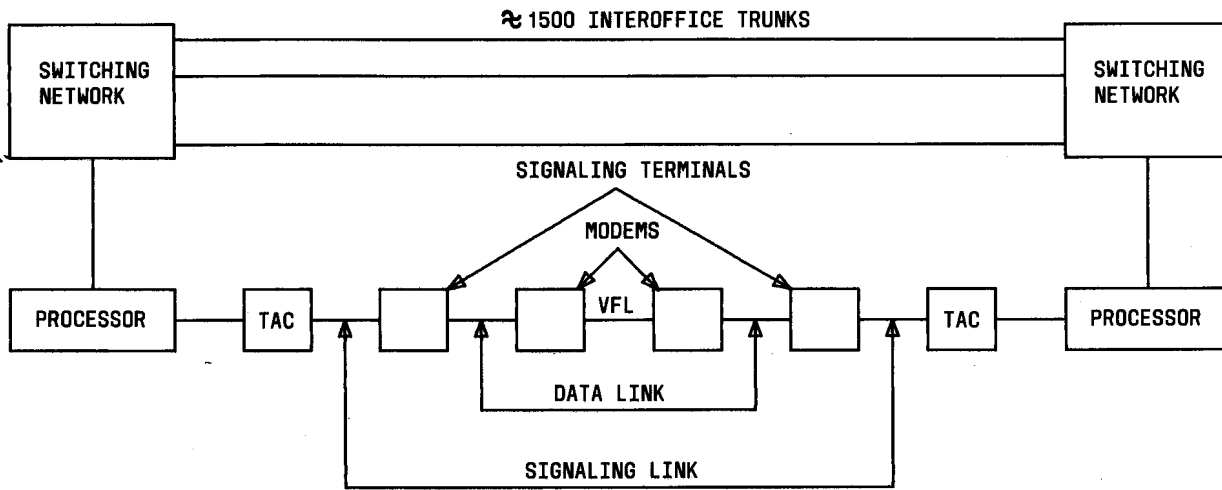 ≈ 1500 INTEROFFICE TRUNKS
SWITCHING
NETWORK
SWITCHING
NETWORK
SIGNALING TERMINALS
MODEMS
PROCESSOR
TAC
VFL
TAC
PROCESSOR
DATA LINK
SIGNALING LINK